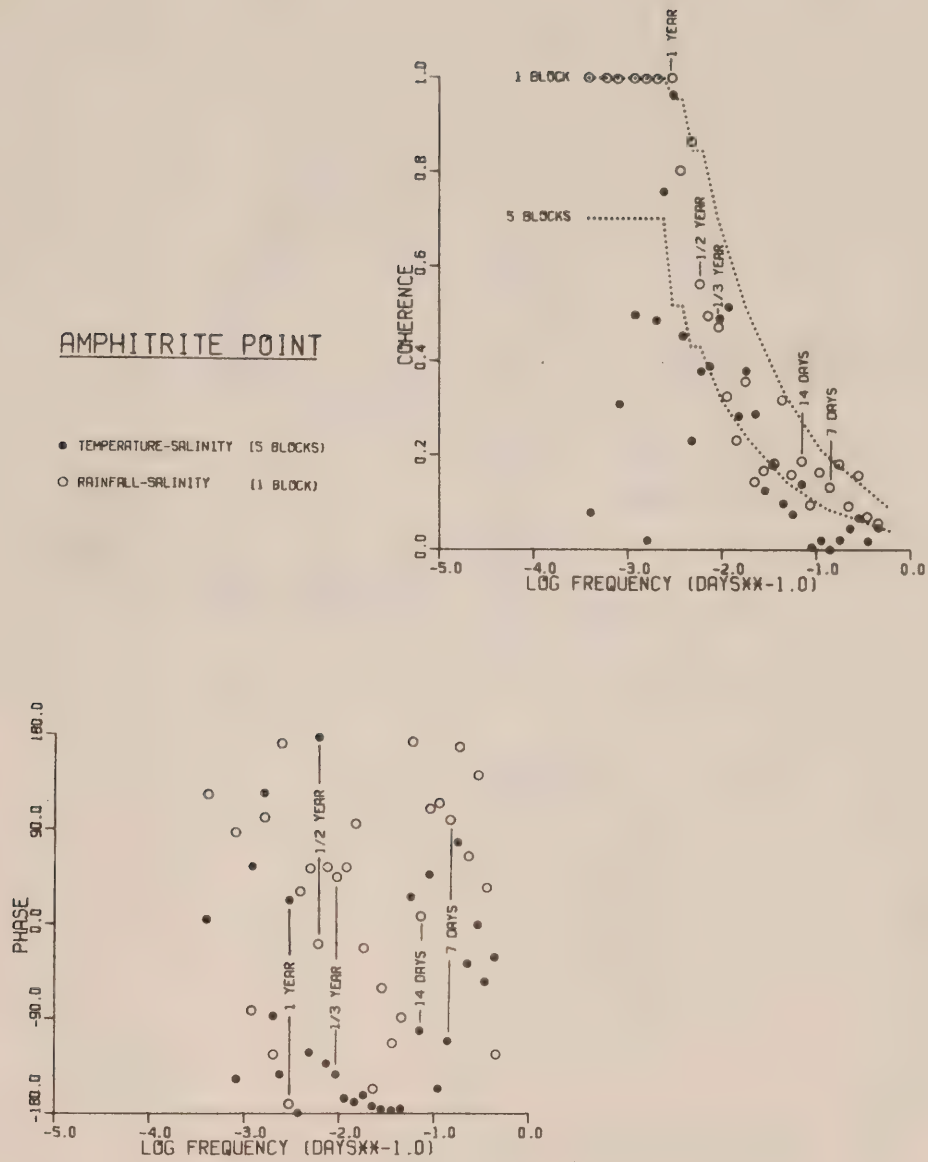 1 YEAR
1 BLOCK
1.0
0.8
5 BLOCKS
1/2 YEAR
1/3 YEAR
0.6
COHERENCE
AMPHITRITE POINT
0.4
14 DAYS
7 DAYS
● TEMPERATURE-SALINITY (5 BLOCKS)
○ RAINFALL-SALINITY (1 BLOCK)
0.2
0.0
-5.0 -4.0 -3.0 -2.0 -1.0 0.0
LOG FREQUENCY (DAYS**-1.0)
180.0
90.0
1/2 YEAR
PHASE
0.0
1 YEAR
1/3 YEAR
14 DAYS
7 DAYS
-90.0
-180.0
-5.0 -4.0 -3.0 -2.0 -1.0 0.0
LOG FREQUENCY (DAYS**-1.0)